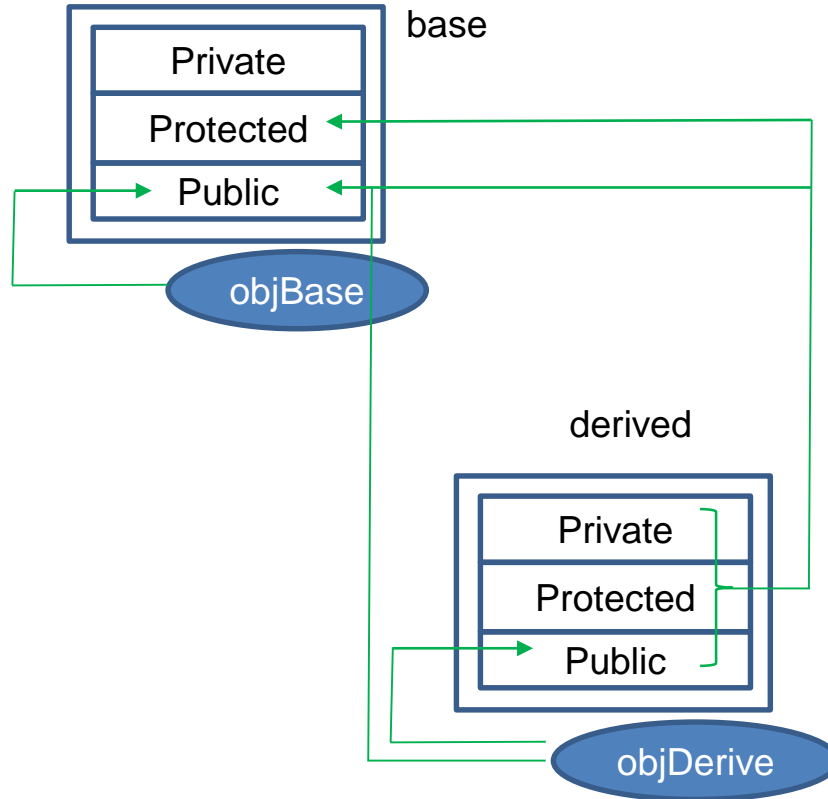 base
Private
Protected
Public
objBase
derived
Private
Protected
Public
objDerive